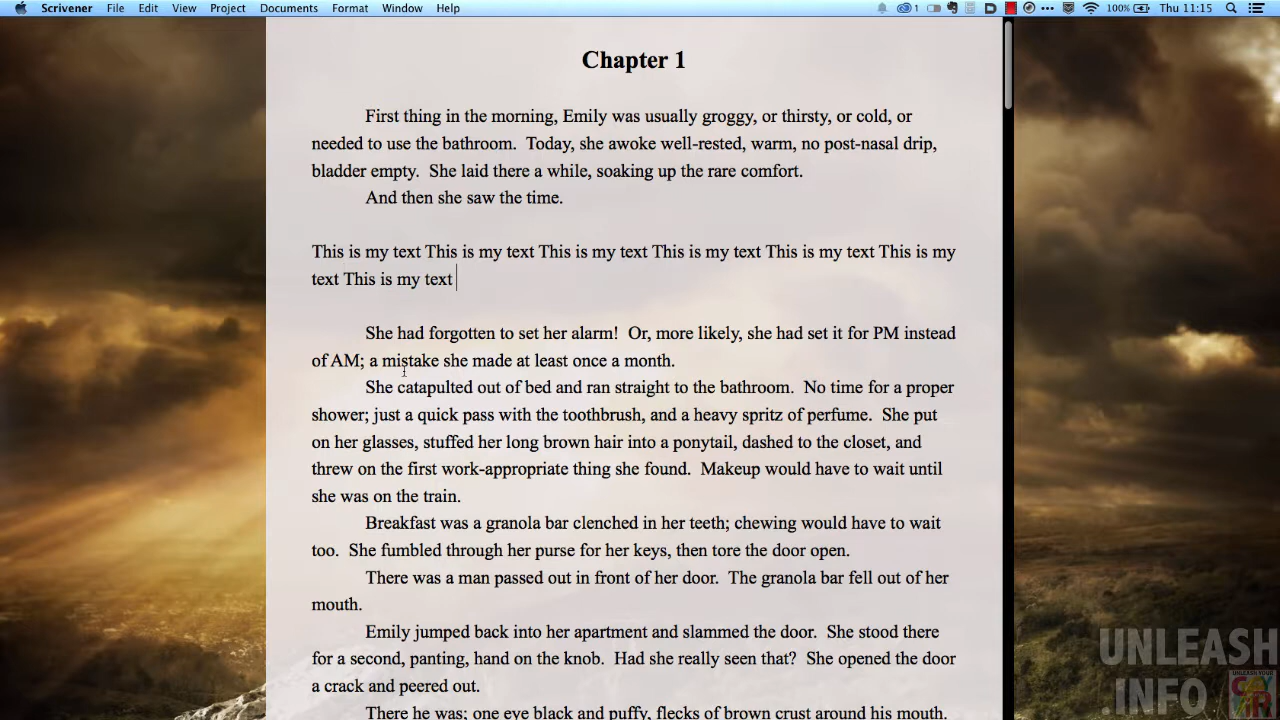 Scrivener File Edit View Project Documents Format Window Help 1 100% Thu 11:15
Chapter 1
First thing in the morning, Emily was usually groggy, or thirsty, or cold, or
needed to use the bathroom.  Today, she awoke well-rested, warm, no post-nasal drip,
bladder empty.  She laid there a while, soaking up the rare comfort.
And then she saw the time.
This is my text This is my text This is my text This is my text This is my text This is my
text This is my text
She had forgotten to set her alarm!  Or, more likely, she had set it for PM instead
of AM; a mistake she made at least once a month.
She catapulted out of bed and ran straight to the bathroom.  No time for a proper
shower; just a quick pass with the toothbrush, and a heavy spritz of perfume.  She put
on her glasses, stuffed her long brown hair into a ponytail, dashed to the closet, and
threw on the first work-appropriate thing she found.  Makeup would have to wait until
she was on the train.
Breakfast was a granola bar clenched in her teeth; chewing would have to wait
too.  She fumbled through her purse for her keys, then tore the door open.
There was a man passed out in front of her door.  The granola bar fell out of her
mouth.
Emily jumped back into her apartment and slammed the door.  She stood there
for a second, panting, hand on the knob.  Had she really seen that?  She opened the door
a crack and peered out.
There he was; one eye black and puffy, flecks of brown crust around his mouth.
UNLEASH
.INFO